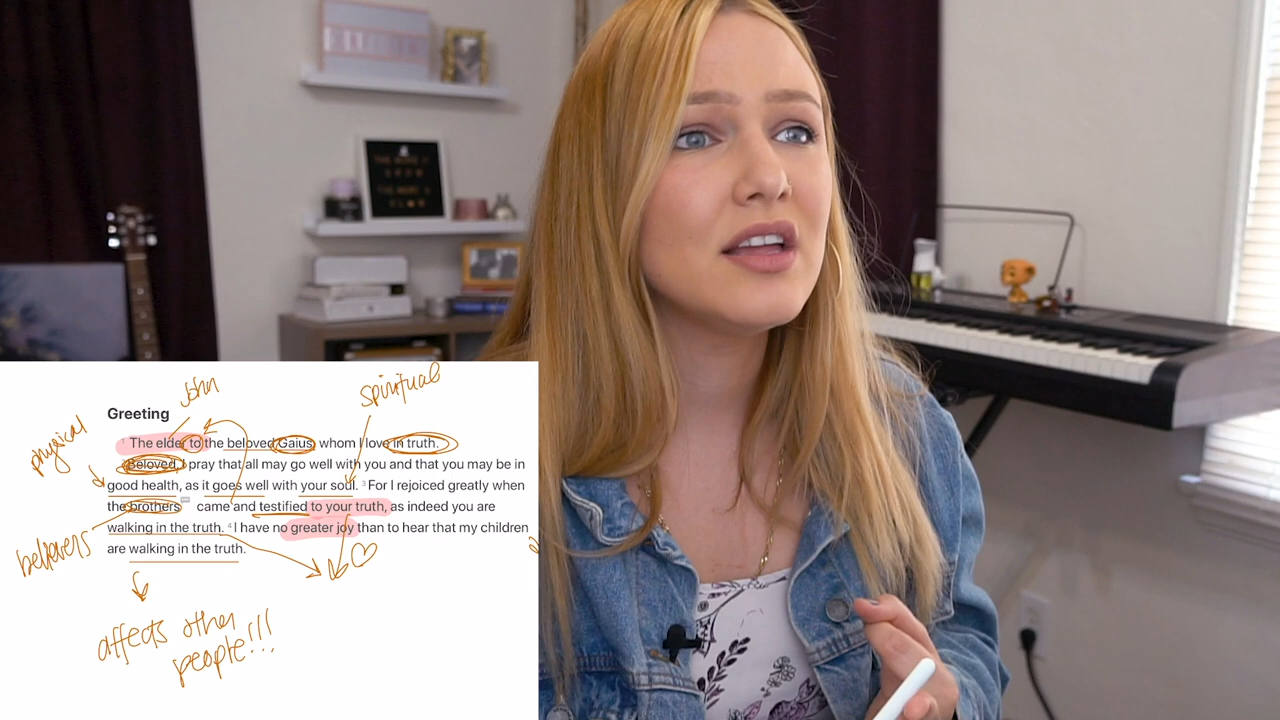 John
spiritual
physical
Greeting
1 The elder to the beloved Gaius, whom I love in truth.
Beloved, I pray that all may go well with you and that you may be in
good health, as it goes well with your soul. 3 For I rejoiced greatly when
the brothers came and testified to your truth, as indeed you are
walking in the truth. 4 I have no greater joy than to hear that my children
are walking in the truth.
believers
affects other
people!!!